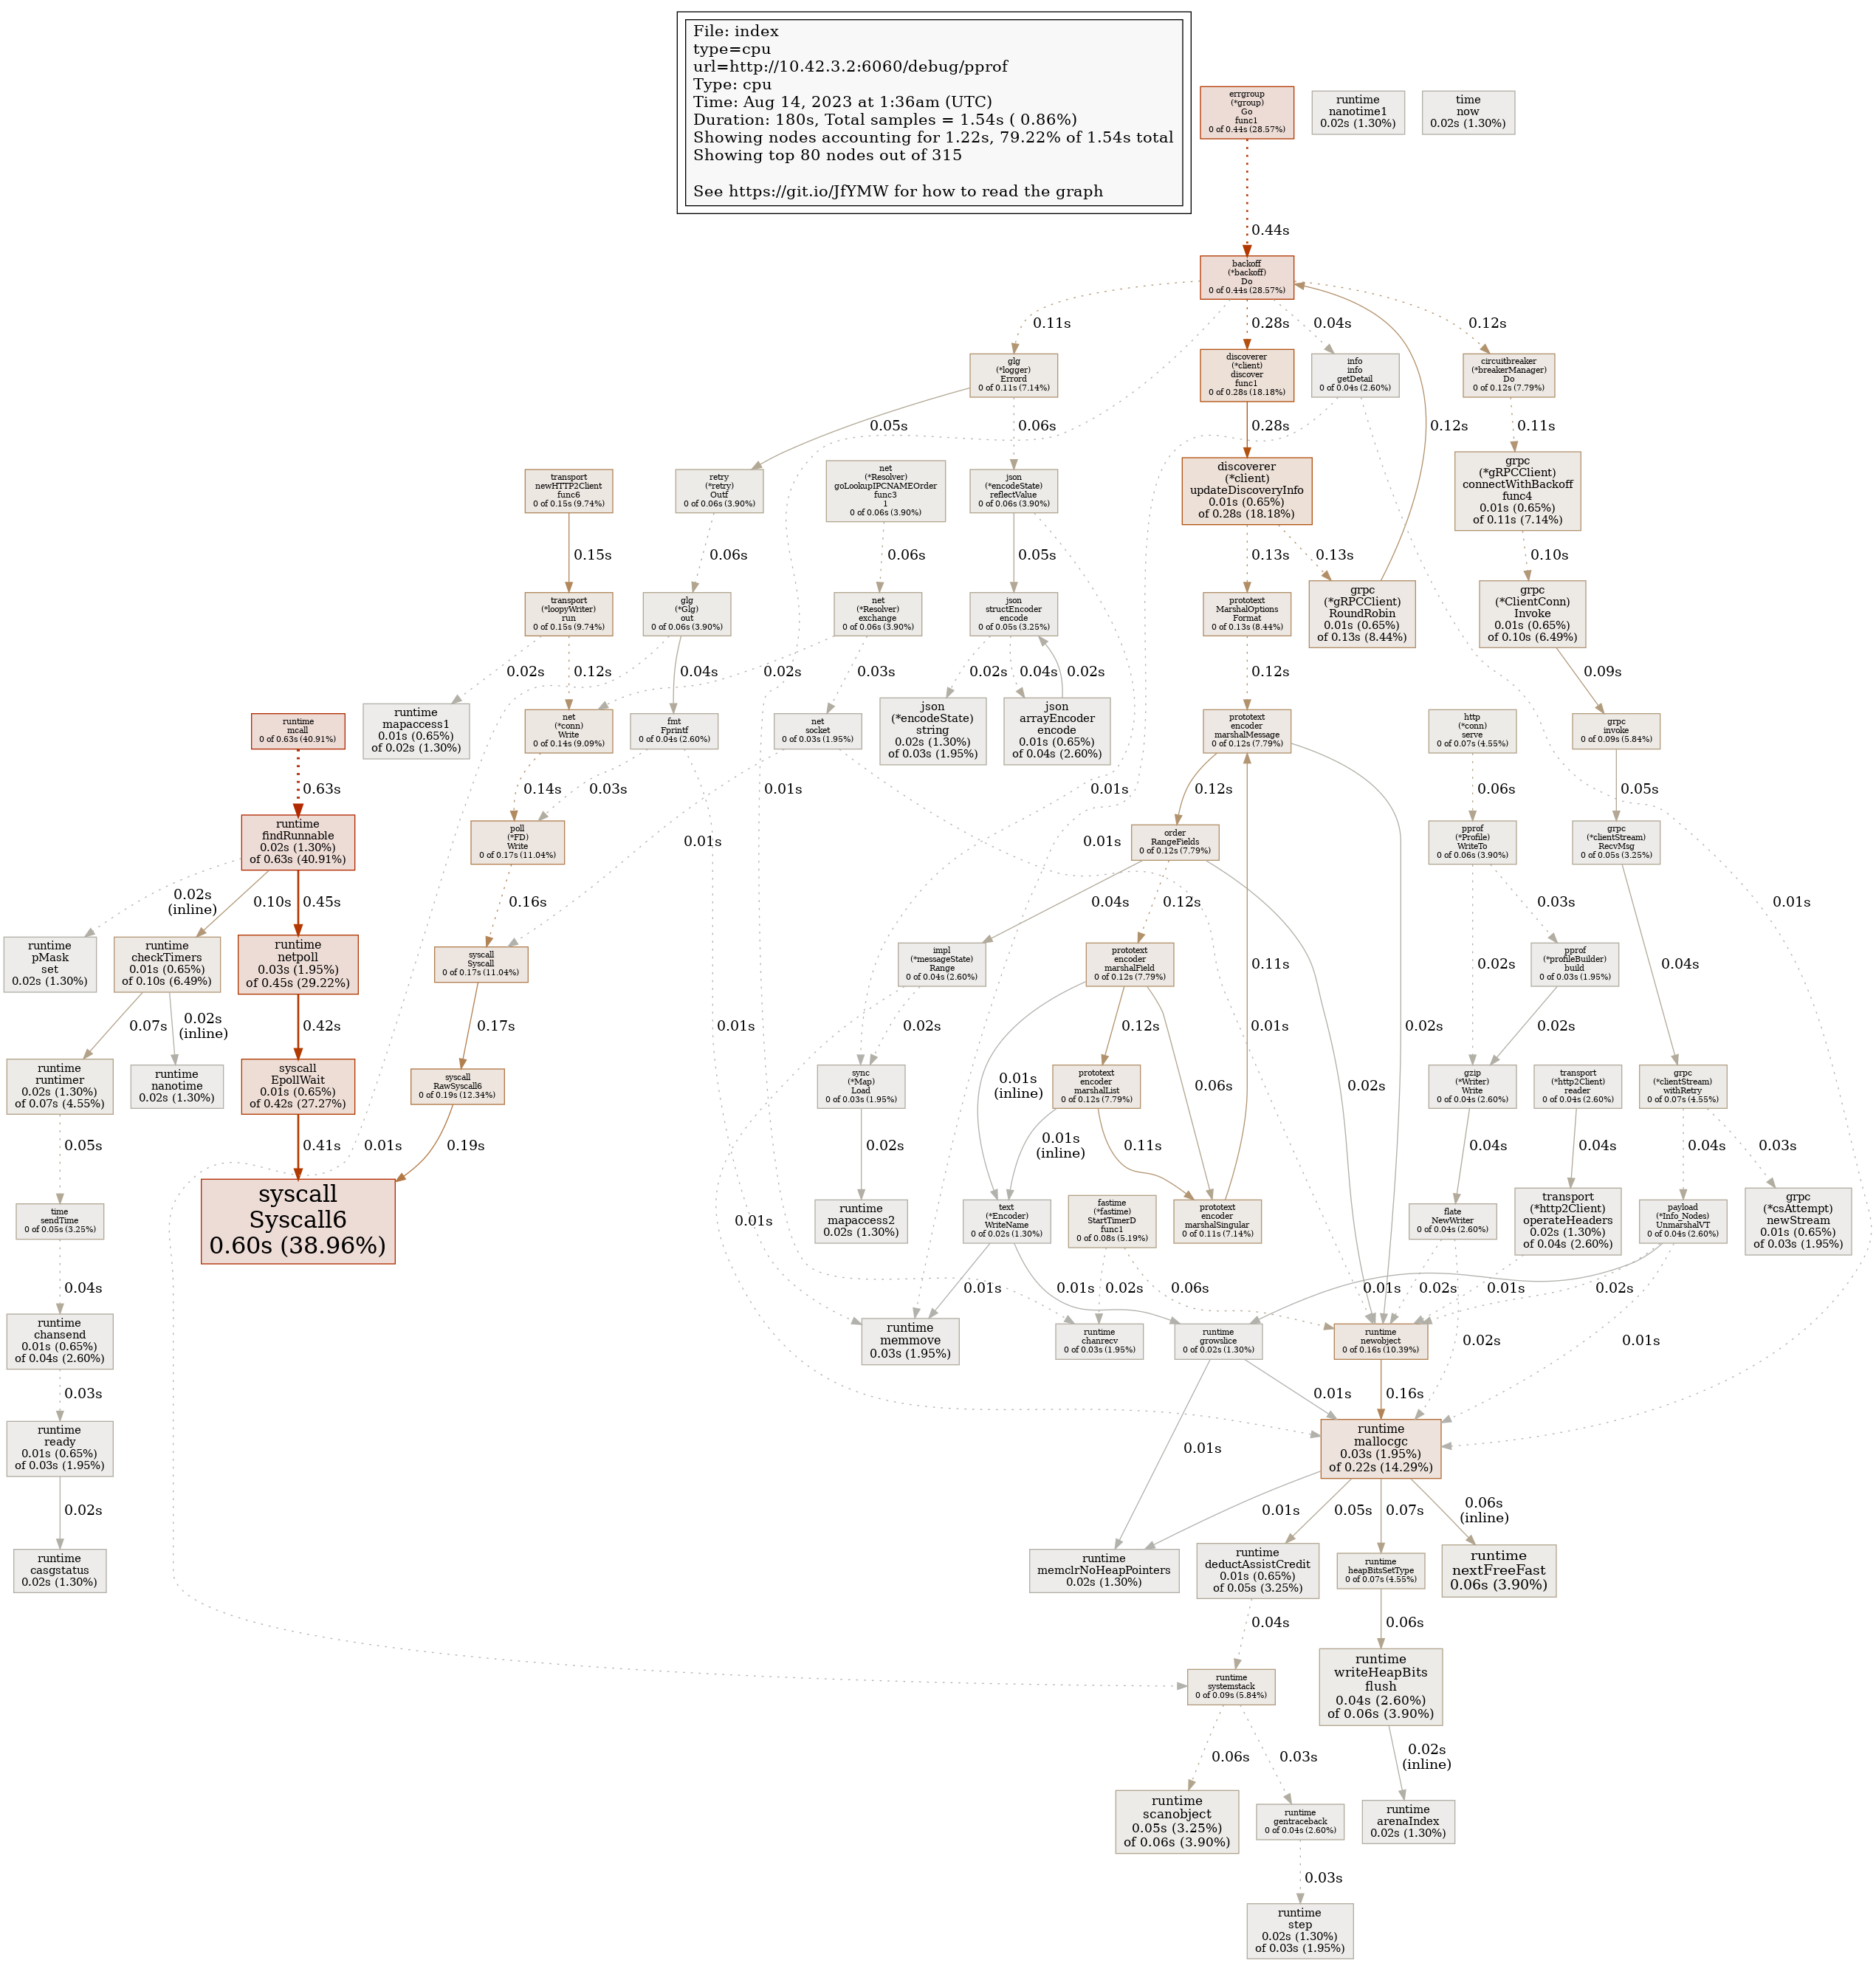 File: index
type=cpu
url=http://10.42.3.2:6060/debug/pprof
Type: cpu
Time: Aug 14, 2023 at 1:36am (UTC)
Duration: 180s, Total samples = 1.54s ( 0.86%)
Showing nodes accounting for 1.22s, 79.22% of 1.54s total
Showing top 80 nodes out of 315
See https://git.io/JfYMW for how to read the graph
errgroup
(*group)
Go
func1
0 of 0.44s (28.57%)
runtime
nanotime1
0.02s (1.30%)
time
now
0.02s (1.30%)
0.44s
backoff
(*backoff)
Do
0 of 0.44s (28.57%)
0.11s
0.28s
0.04s
0.12s
glg
(*logger)
Errord
0 of 0.11s (7.14%)
discoverer
(*client)
discover
func1
0 of 0.28s (18.18%)
info
info
getDetail
0 of 0.04s (2.60%)
circuitbreaker
(*breakerManager)
Do
0 of 0.12s (7.79%)
0.05s
0.06s
0.28s
0.12s
0.11s
transport
newHTTP2Client
func6
0 of 0.15s (9.74%)
retry
(*retry)
Outf
0 of 0.06s (3.90%)
net
(*Resolver)
goLookupIPCNAMEOrder
func3
1
0 of 0.06s (3.90%)
json
(*encodeState)
reflectValue
0 of 0.06s (3.90%)
discoverer
(*client)
updateDiscoveryInfo
0.01s (0.65%)
of 0.28s (18.18%)
grpc
(*gRPCClient)
connectWithBackoff
func4
0.01s (0.65%)
of 0.11s (7.14%)
0.15s
0.06s
0.06s
0.05s
0.13s
0.13s
0.10s
transport
(*loopyWriter)
run
0 of 0.15s (9.74%)
glg
(*Glg)
out
0 of 0.06s (3.90%)
net
(*Resolver)
exchange
0 of 0.06s (3.90%)
json
structEncoder
encode
0 of 0.05s (3.25%)
prototext
MarshalOptions
Format
0 of 0.13s (8.44%)
grpc
(*gRPCClient)
RoundRobin
0.01s (0.65%)
of 0.13s (8.44%)
grpc
(*ClientConn)
Invoke
0.01s (0.65%)
of 0.10s (6.49%)
0.02s
0.12s
0.04s
0.02s
0.03s
0.02s
0.04s
0.02s
0.12s
0.09s
runtime
mcall
0 of 0.63s (40.91%)
runtime
mapaccess1
0.01s (0.65%)
of 0.02s (1.30%)
net
(*conn)
Write
0 of 0.14s (9.09%)
fmt
Fprintf
0 of 0.04s (2.60%)
net
socket
0 of 0.03s (1.95%)
json
(*encodeState)
string
0.02s (1.30%)
of 0.03s (1.95%)
json
arrayEncoder
encode
0.01s (0.65%)
of 0.04s (2.60%)
prototext
encoder
marshalMessage
0 of 0.12s (7.79%)
http
(*conn)
serve
0 of 0.07s (4.55%)
grpc
invoke
0 of 0.09s (5.84%)
0.63s
0.14s
0.03s
0.01s
0.01s
0.12s
0.06s
0.05s
runtime
findRunnable
0.02s (1.30%)
of 0.63s (40.91%)
poll
(*FD)
Write
0 of 0.17s (11.04%)
0.01s
0.01s
order
RangeFields
0 of 0.12s (7.79%)
pprof
(*Profile)
WriteTo
0 of 0.06s (3.90%)
grpc
(*clientStream)
RecvMsg
0 of 0.05s (3.25%)
0.02s
(inline)
0.10s
0.45s
0.16s
0.04s
0.12s
0.03s
0.01s
runtime
pMask
set
0.02s (1.30%)
runtime
checkTimers
0.01s (0.65%)
of 0.10s (6.49%)
runtime
netpoll
0.03s (1.95%)
of 0.45s (29.22%)
syscall
Syscall
0 of 0.17s (11.04%)
impl
(*messageState)
Range
0 of 0.04s (2.60%)
prototext
encoder
marshalField
0 of 0.12s (7.79%)
0.11s
pprof
(*profileBuilder)
build
0 of 0.03s (1.95%)
0.04s
0.07s
0.02s
(inline)
0.42s
0.17s
0.01s
0.02s
0.12s
0.01s
0.02s
0.02s
0.02s
runtime
runtimer
0.02s (1.30%)
of 0.07s (4.55%)
runtime
nanotime
0.02s (1.30%)
syscall
EpollWait
0.01s (0.65%)
of 0.42s (27.27%)
syscall
RawSyscall6
0 of 0.19s (12.34%)
sync
(*Map)
Load
0 of 0.03s (1.95%)
0.01s
(inline)
prototext
encoder
marshalList
0 of 0.12s (7.79%)
0.06s
0.02s
gzip
(*Writer)
Write
0 of 0.04s (2.60%)
transport
(*http2Client)
reader
0 of 0.04s (2.60%)
grpc
(*clientStream)
withRetry
0 of 0.07s (4.55%)
0.05s
0.41s
0.01s
0.19s
0.02s
0.01s
(inline)
0.11s
0.04s
0.04s
0.04s
0.03s
time
sendTime
0 of 0.05s (3.25%)
syscall
Syscall6
0.60s (38.96%)
0.01s
runtime
mapaccess2
0.02s (1.30%)
text
(*Encoder)
WriteName
0 of 0.02s (1.30%)
fastime
(*fastime)
StartTimerD
func1
0 of 0.08s (5.19%)
prototext
encoder
marshalSingular
0 of 0.11s (7.14%)
flate
NewWriter
0 of 0.04s (2.60%)
transport
(*http2Client)
operateHeaders
0.02s (1.30%)
of 0.04s (2.60%)
payload
(*Info_Nodes)
UnmarshalVT
0 of 0.04s (2.60%)
grpc
(*csAttempt)
newStream
0.01s (0.65%)
of 0.03s (1.95%)
0.04s
0.01s
0.01s
0.02s
0.06s
0.01s
0.02s
0.01s
0.02s
runtime
chansend
0.01s (0.65%)
of 0.04s (2.60%)
runtime
memmove
0.03s (1.95%)
runtime
chanrecv
0 of 0.03s (1.95%)
runtime
growslice
0 of 0.02s (1.30%)
runtime
newobject
0 of 0.16s (10.39%)
0.02s
0.01s
0.03s
0.01s
0.16s
runtime
ready
0.01s (0.65%)
of 0.03s (1.95%)
0.01s
runtime
mallocgc
0.03s (1.95%)
of 0.22s (14.29%)
0.02s
0.01s
0.05s
0.07s
0.06s
(inline)
runtime
casgstatus
0.02s (1.30%)
runtime
memclrNoHeapPointers
0.02s (1.30%)
runtime
deductAssistCredit
0.01s (0.65%)
of 0.05s (3.25%)
runtime
heapBitsSetType
0 of 0.07s (4.55%)
runtime
nextFreeFast
0.06s (3.90%)
0.04s
0.06s
runtime
systemstack
0 of 0.09s (5.84%)
runtime
writeHeapBits
flush
0.04s (2.60%)
of 0.06s (3.90%)
0.06s
0.03s
0.02s
(inline)
runtime
scanobject
0.05s (3.25%)
of 0.06s (3.90%)
runtime
gentraceback
0 of 0.04s (2.60%)
runtime
arenaIndex
0.02s (1.30%)
0.03s
runtime
step
0.02s (1.30%)
of 0.03s (1.95%)